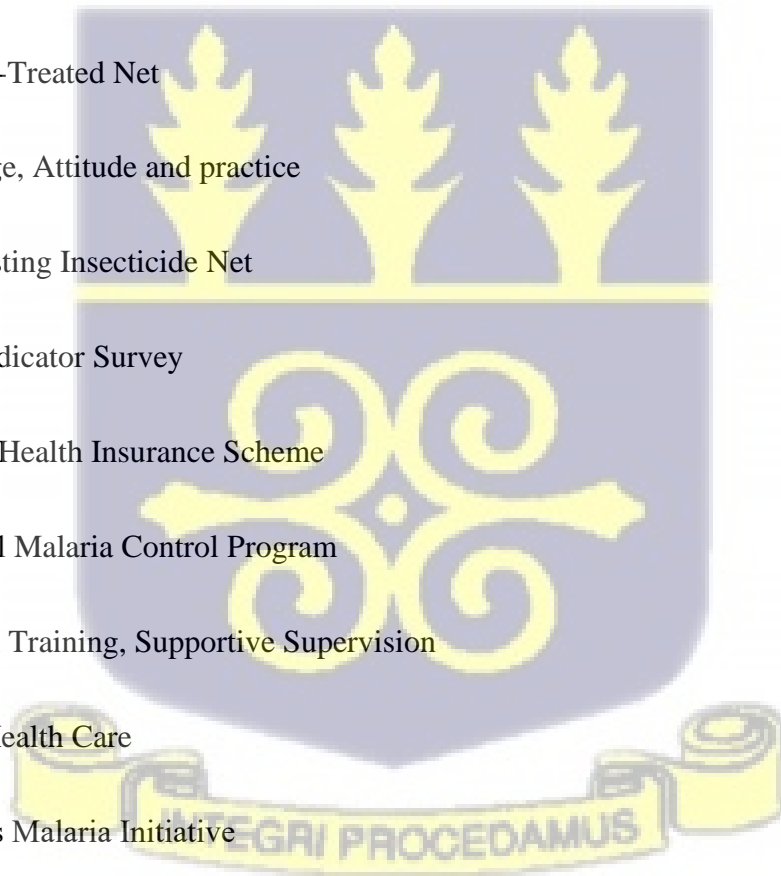 -Treated Net
ge, Attitude and practice
sting Insecticide Net
dicator Survey
Health Insurance Scheme
l Malaria Control Program
Training, Supportive Supervision
Health Care
s Malaria Initiative
INTEGRI PROCEDAMUS